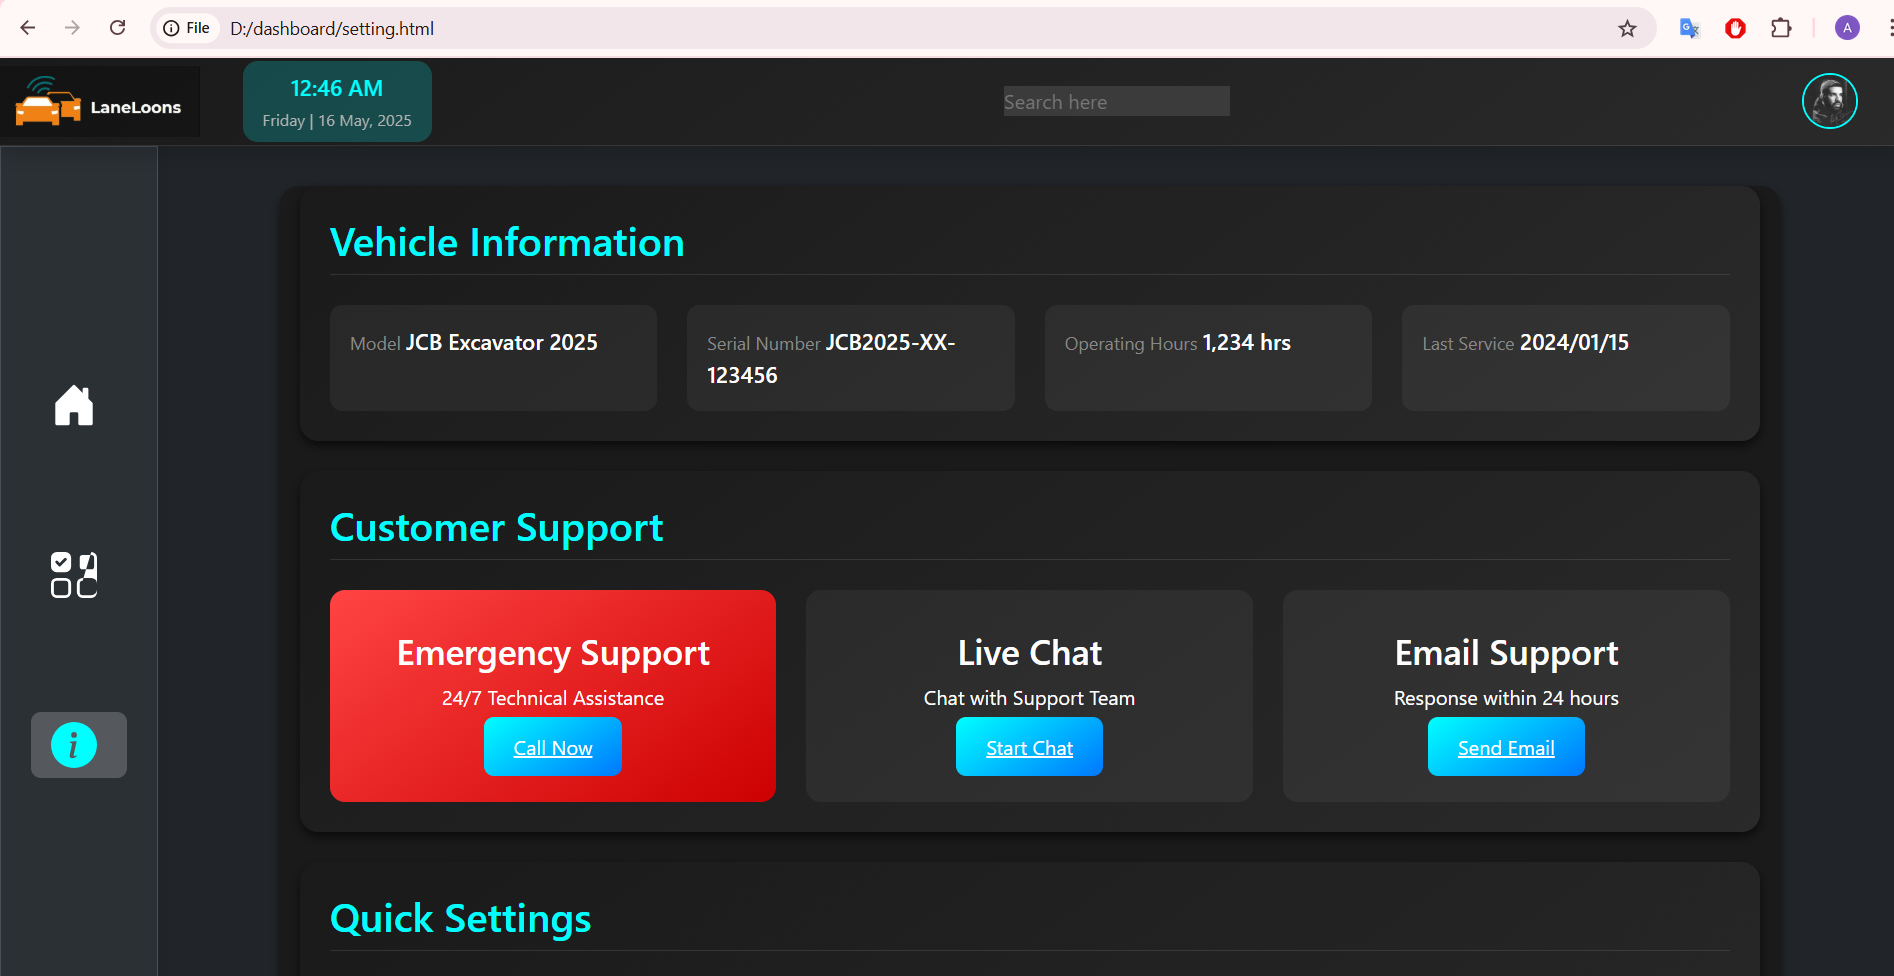 File D:/dashboard/setting.html
A
LaneLoons
12:46 AM
Friday | 16 May, 2025
Search here
Vehicle Information
Model JCB Excavator 2025
Serial Number JCB2025-XX-
123456
Operating Hours 1,234 hrs
Last Service 2024/01/15
Customer Support
Emergency Support
24/7 Technical Assistance
Call Now
Live Chat
Chat with Support Team
Start Chat
Email Support
Response within 24 hours
Send Email
i
Quick Settings